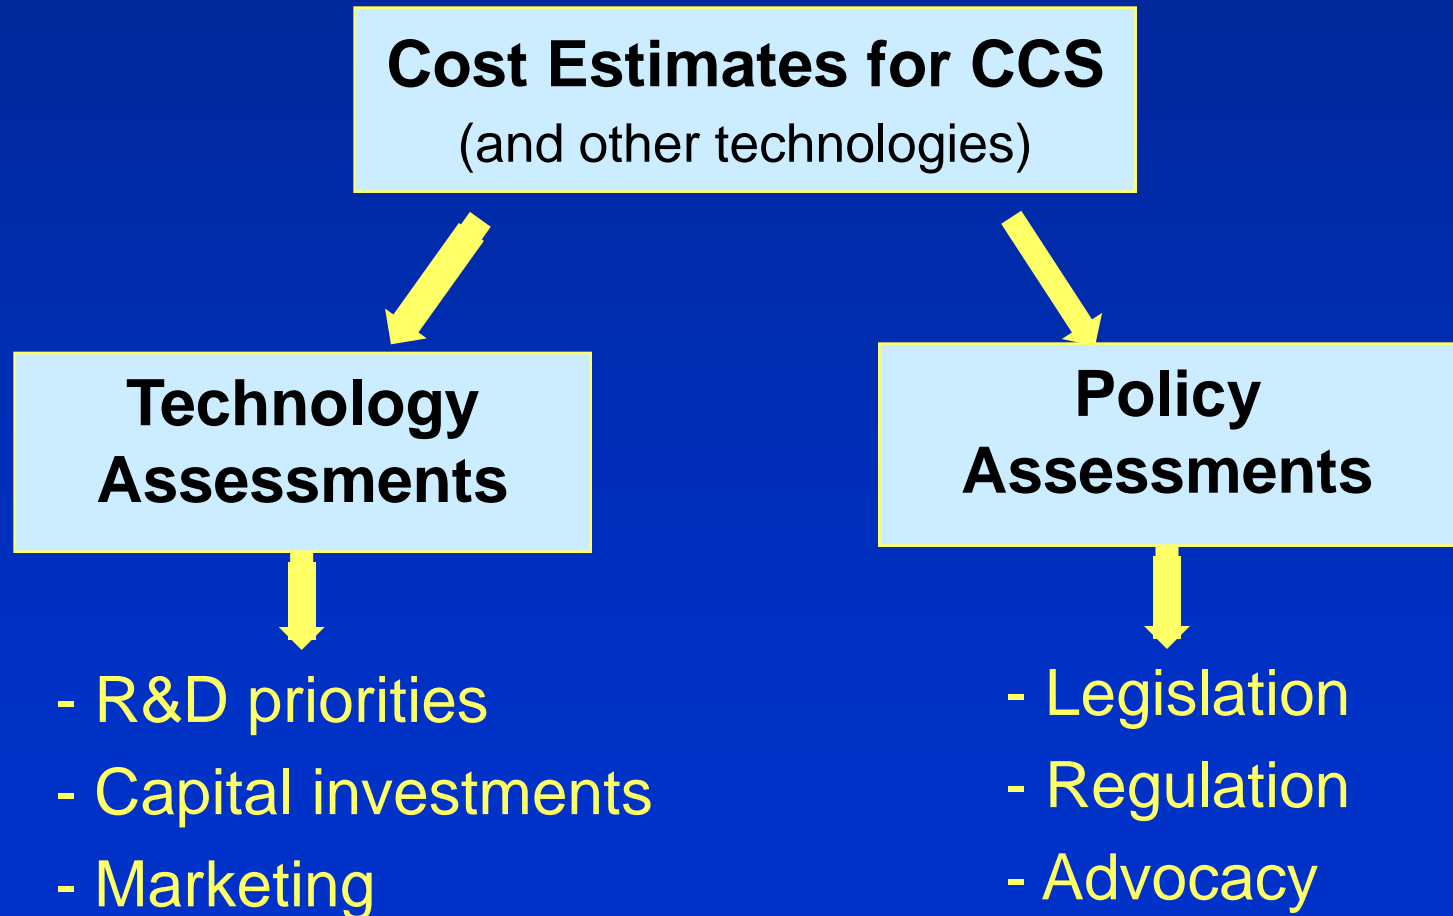 Cost Estimates for CCS
(and other technologies)
Technology
Assessments
- R&D priorities
- Capital investments
- Marketing
Policy
Assessments
- Legislation
- Regulation
- Advocacy